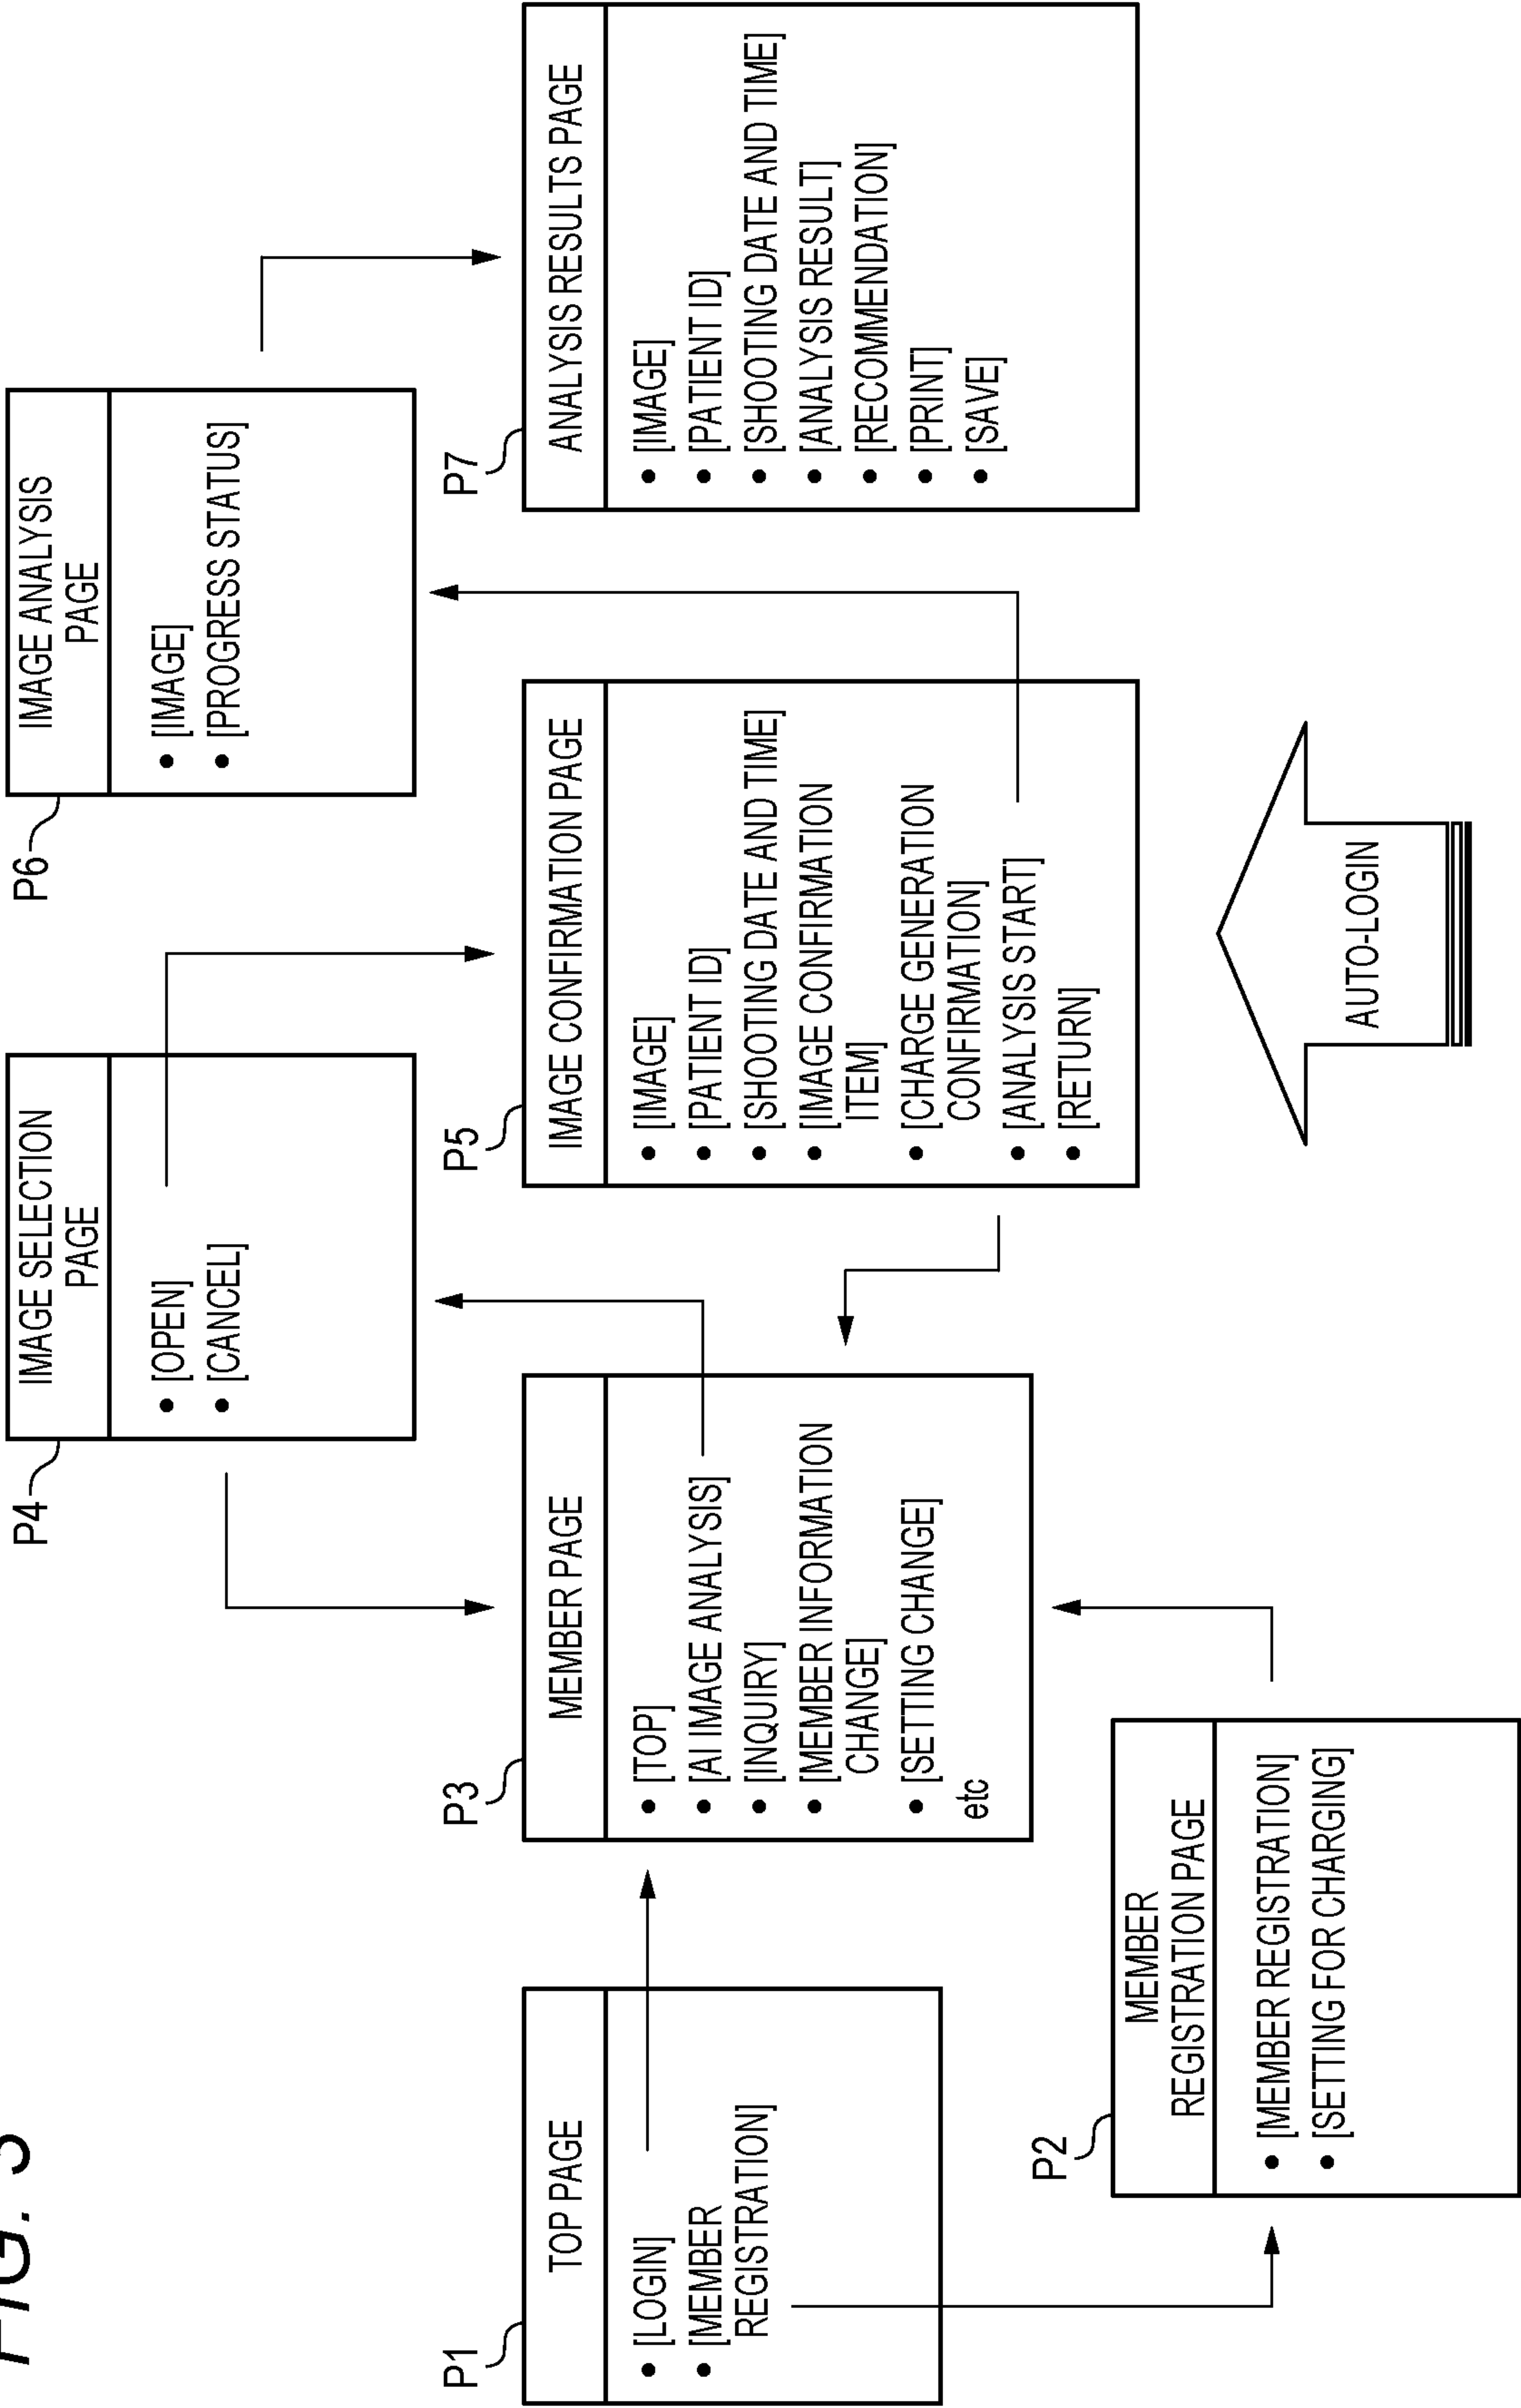 FIG. 3
P1
TOP PAGE
• [LOGIN]
• [MEMBER
REGISTRATION]
P2
MEMBER
REGISTRATION PAGE
• [MEMBER REGISTRATION]
• [SETTING FOR CHARGING]
P3
MEMBER PAGE
• [TOP]
• [AI IMAGE ANALYSIS]
• [INQUIRY]
• [MEMBER INFORMATION
CHANGE]
• [SETTING CHANGE]
etc
P4
IMAGE SELECTION
PAGE
• [OPEN]
• [CANCEL]
P5
IMAGE CONFIRMATION PAGE
• [IMAGE]
• [PATIENT ID]
• [SHOOTING DATE AND TIME]
• [IMAGE CONFIRMATION
ITEM]
• [CHARGE GENERATION
CONFIRMATION]
• [ANALYSIS START]
• [RETURN]
AUTO-LOGIN
P6
IMAGE ANALYSIS
PAGE
• [IMAGE]
• [PROGRESS STATUS]
P7
ANALYSIS RESULTS PAGE
• [IMAGE]
• [PATIENT ID]
• [SHOOTING DATE AND TIME]
• [ANALYSIS RESULT]
• [RECOMMENDATION]
• [PRINT]
• [SAVE]